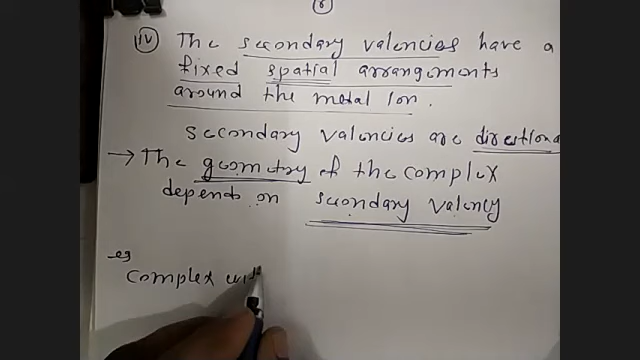 8
iv The secondary valencies have a
fixed spatial arrangements
around the metal Ion.
Secondary valencies are directiona
→ The geometry of the complex
depends on secondary valency
eg
Complex wit